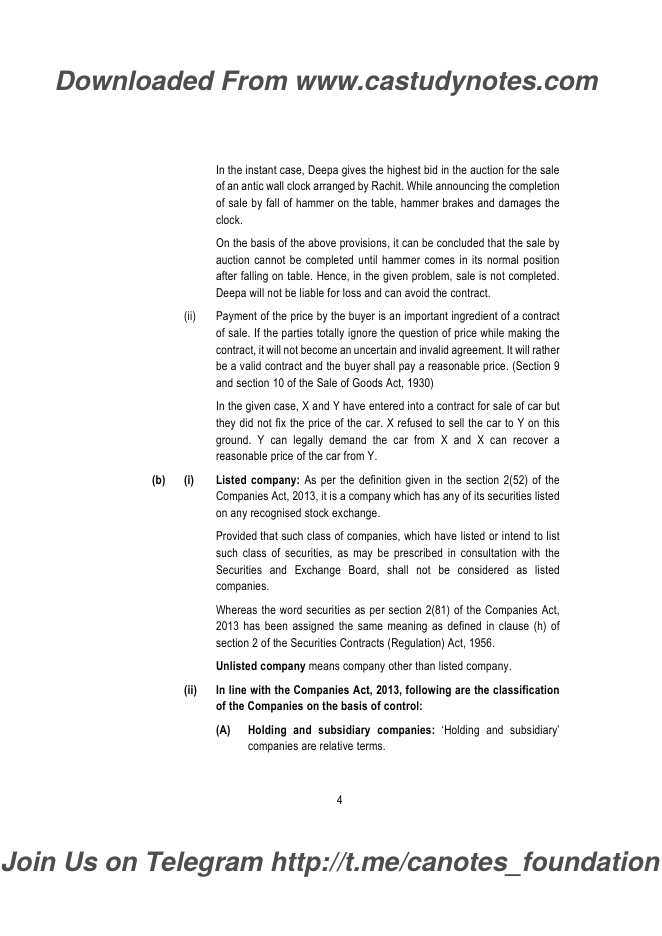 Downloaded From www.castudynotes.com
In the instant case, Deepa gives the highest bid in the auction for the sale
of an antic wall clock arranged by Rachit. While announcing the completion
of sale by fall of hammer on the table, hammer brakes and damages the
clock.
On the basis of the above provisions, it can be concluded that the sale by
auction cannot be completed until hammer comes in its normal position
after falling on table. Hence, in the given problem, sale is not completed.
Deepa will not be liable for loss and can avoid the contract.
(ii) Payment of the price by the buyer is an important ingredient of a contract
of sale. If the parties totally ignore the question of price while making the
contract, it will not become an uncertain and invalid agreement. It will rather
be a valid contract and the buyer shall pay a reasonable price. (Section 9
and section 10 of the Sale of Goods Act, 1930)
In the given case, X and Y have entered into a contract for sale of car but
they did not fix the price of the car. X refused to sell the car to Y on this
ground. Y can legally demand the car from X and X can recover a
reasonable price of the car from Y.
(b) (i) Listed company: As per the definition given in the section 2(52) of the
Companies Act, 2013, it is a company which has any of its securities listed
on any recognised stock exchange.
Provided that such class of companies, which have listed or intend to list
such class of securities, as may be prescribed in consultation with the
Securities and Exchange Board, shall not be considered as listed
companies.
Whereas the word securities as per section 2(81) of the Companies Act,
2013 has been assigned the same meaning as defined in clause (h) of
section 2 of the Securities Contracts (Regulation) Act, 1956.
Unlisted company means company other than listed company.
(ii) In line with the Companies Act, 2013, following are the classification
of the Companies on the basis of control:
(A) Holding and subsidiary companies: ‘Holding and subsidiary’
companies are relative terms.
4
Join Us on Telegram http://t.me/canotes_foundation